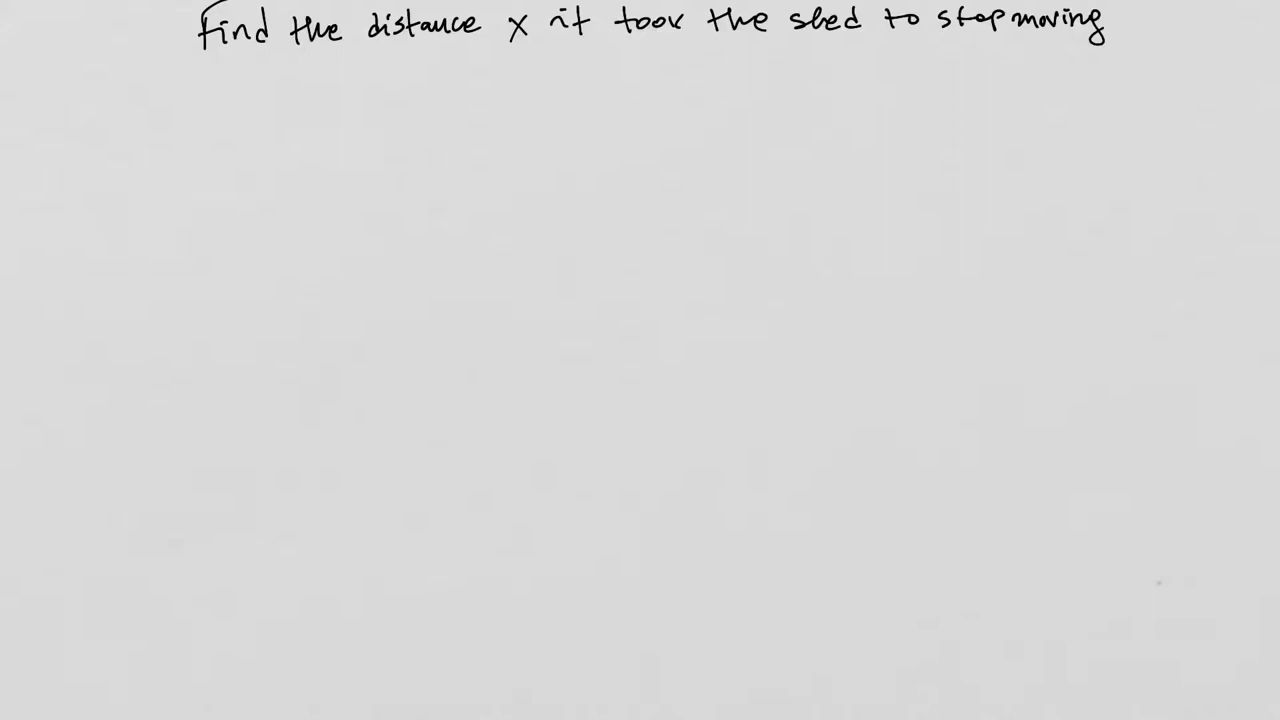 find the distance x it took the sled to stop moving